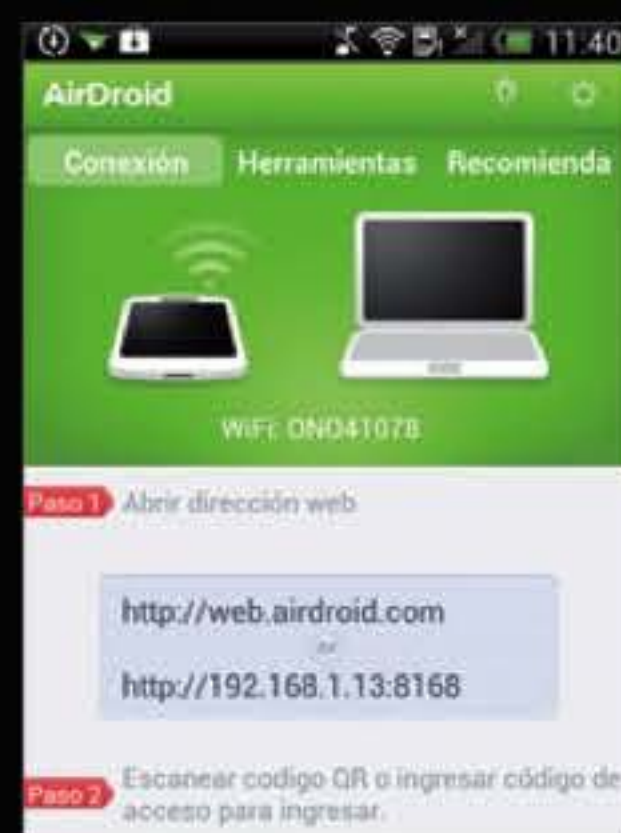 11:40
AirDroid
Conexión Herramientas Recomienda
WiFi: ONO41078
Paso 1 Abrir dirección web
http://web.airdroid.com
or
http://192.168.1.13:8168
Paso 2 Escanear codigo QR o ingresar código de
acceso para ingresar.